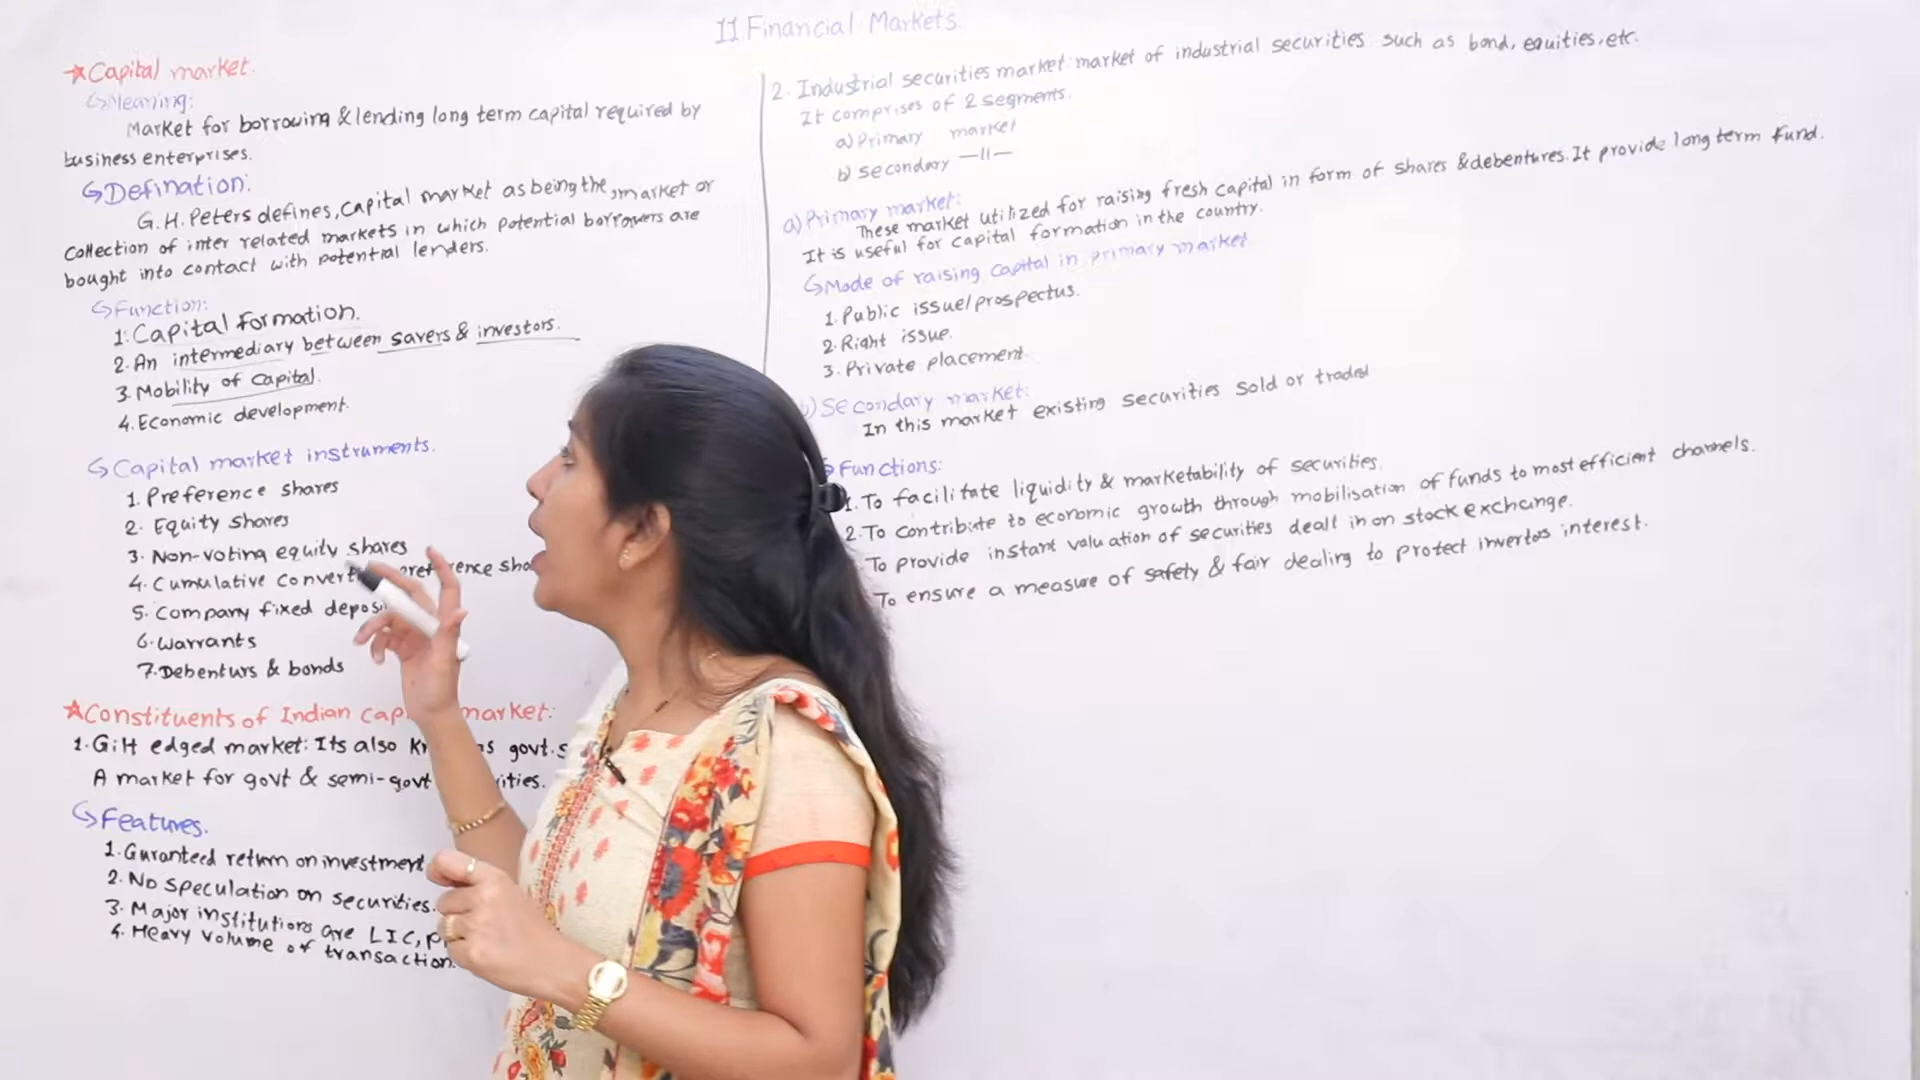 11 Financial Markets
★Capital market.
↳Meaning:
Market for borrowing & lending long term capital required by
business enterprises.
↳Defination:
G.H. Peters defines, capital market as being the market or
collection of inter related markets in which potential borrowers are
bought into contact with potential lenders.
↳Function:
1. Capital formation.
2. An intermediary between savers & investors.
3. Mobility of capital.
4. Economic development.
↳Capital market instruments.
1. Preference shares
2. Equity shares
3. Non-voting equity shares
4. Cumulative preference
5. Company fixed
6. Warrants
7. Debenturs & bonds
★Constituents of Indian market:
1. Gilt edged market: Its also govt.
A market for govt & semi-govt
↳Features.
1. Guranteed return on investment
2. No speculation on securities.
3. Major institutions are LIC,
4. Heavy volume of transaction.
2. Industrial securities market: market of industrial securities such as bond, equities, etc.
It comprises of 2 segments.
a) Primary market
b) secondary —11—
a) Primary market:
These market utilized for raising fresh capital in form of shares & debentures. It provide long term fund.
It is useful for capital formation in the country.
↳Mode of raising capital in primary market
1. Public issue/prospectus.
2. Right issue.
3. Private placement
b) Secondary market:
In this market existing securities sold or traded
Functions:
1. To facilitate liquidity & marketability of securities.
2. To contribute to economic growth through mobilisation of funds to most efficient channels.
To provide instant valuation of securities dealt in on stock exchange.
To ensure a measure of safety & fair dealing to protect invertos interest.